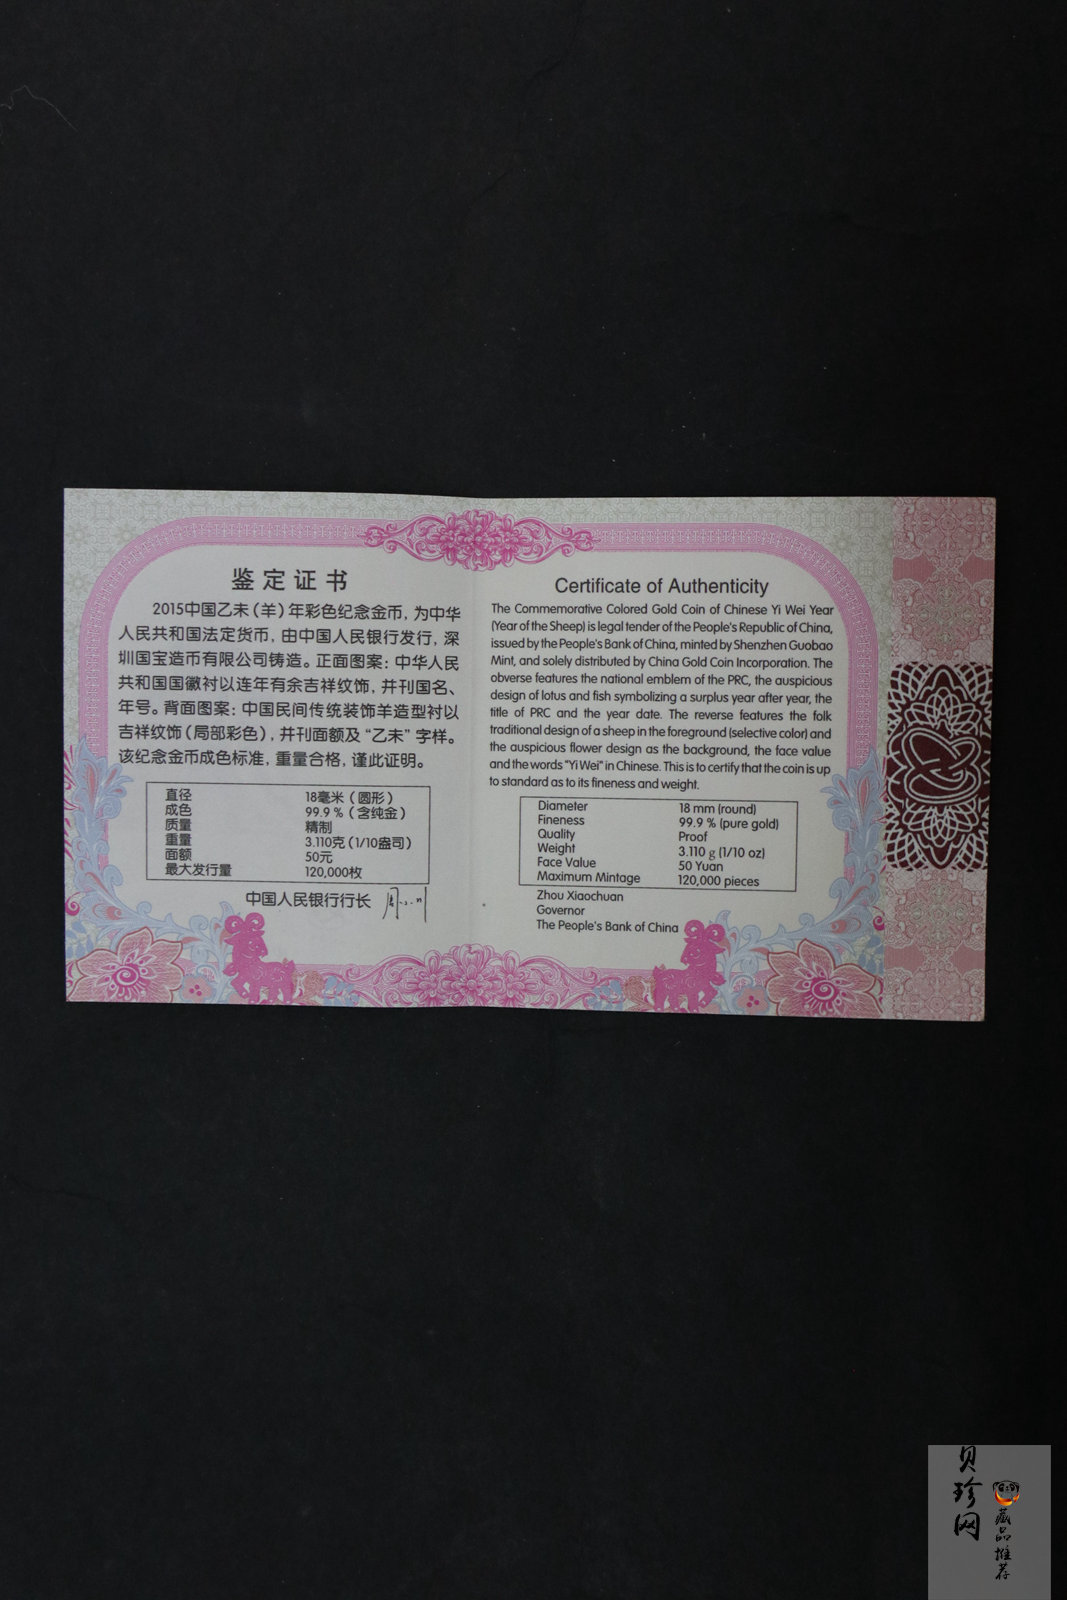 鉴定证书
2015中国乙未（羊）年彩色纪念金币，为中华
人民共和国法定货币，由中国人民银行发行，深
圳国宝造币有限公司铸造。正面图案：中华人民
共和国国徽衬以连年有余吉祥纹饰，并刊国名、
年号。背面图案：中国民间传统装饰羊造型衬以
吉祥纹饰（局部彩色），并刊面额及“乙未”字样。
该纪念金币成色标准，重量合格，谨此证明。
直径 18毫米（圆形）
成色 99.9 %（含纯金）
质量 精制
重量 3.110克（1/10盎司）
面额 50元
最大发行量 120,000枚
中国人民银行行长
Certificate of Authenticity
The Commemorative Colored Gold Coin of Chinese Yi Wei Year
(Year of the Sheep) is legal tender of the People's Republic of China,
issued by the People's Bank of China, minted by Shenzhen Guobao
Mint, and solely distributed by China Gold Coin Incorporation. The
obverse features the national emblem of the PRC, the auspicious
design of lotus and fish symbolizing a surplus year after year, the
title of PRC and the year date. The reverse features the folk
traditional design of a sheep in the foreground (selective color) and
the auspicious flower design as the background, the face value
and the words "Yi Wei" in Chinese. This is to certify that the coin is up
to standard as to its fineness and weight.
Diameter 18 mm (round)
Fineness 99.9 % (pure gold)
Quality Proof
Weight 3.110 g (1/10 oz)
Face Value 50 Yuan
Maximum Mintage 120,000 pieces
Zhou Xiaochuan
Governor
The People's Bank of China
贝珍网
藏品推荐